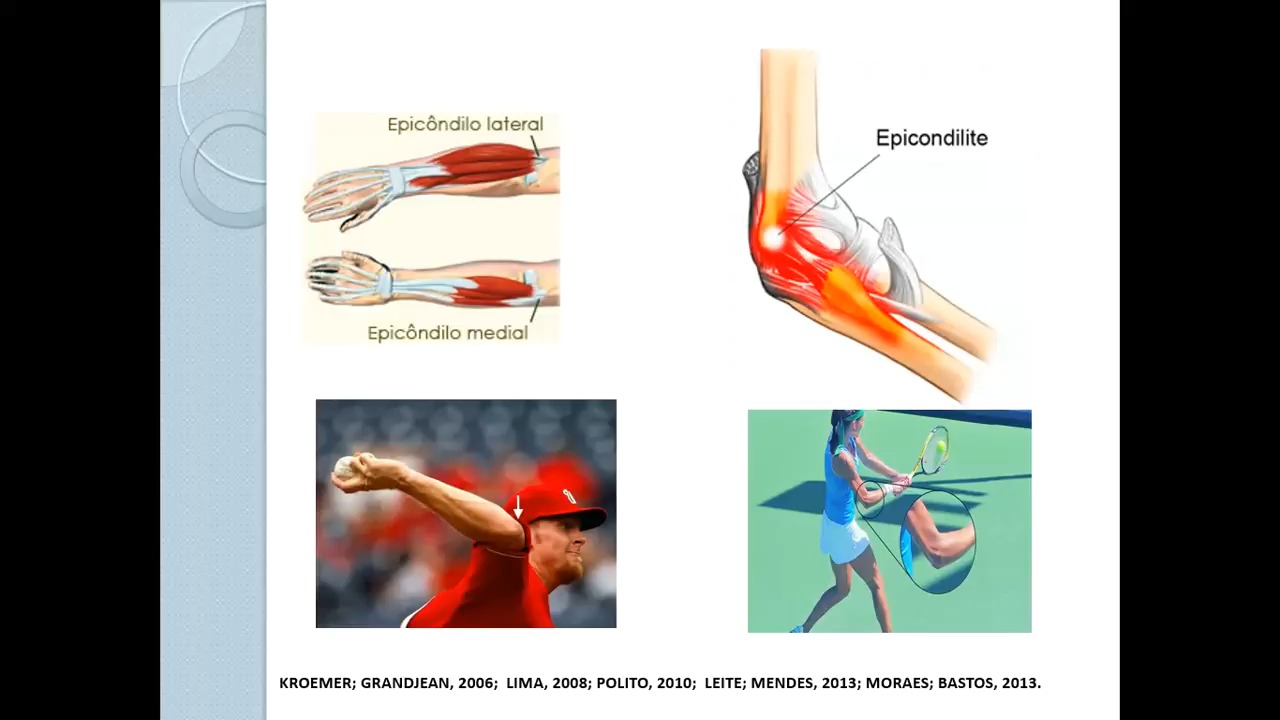 Epicôndilo lateral
Epicondilite
Epicôndilo medial
KROEMER; GRANDJEAN, 2006; LIMA, 2008; POLITO, 2010; LEITE; MENDES, 2013; MORAES; BASTOS, 2013.